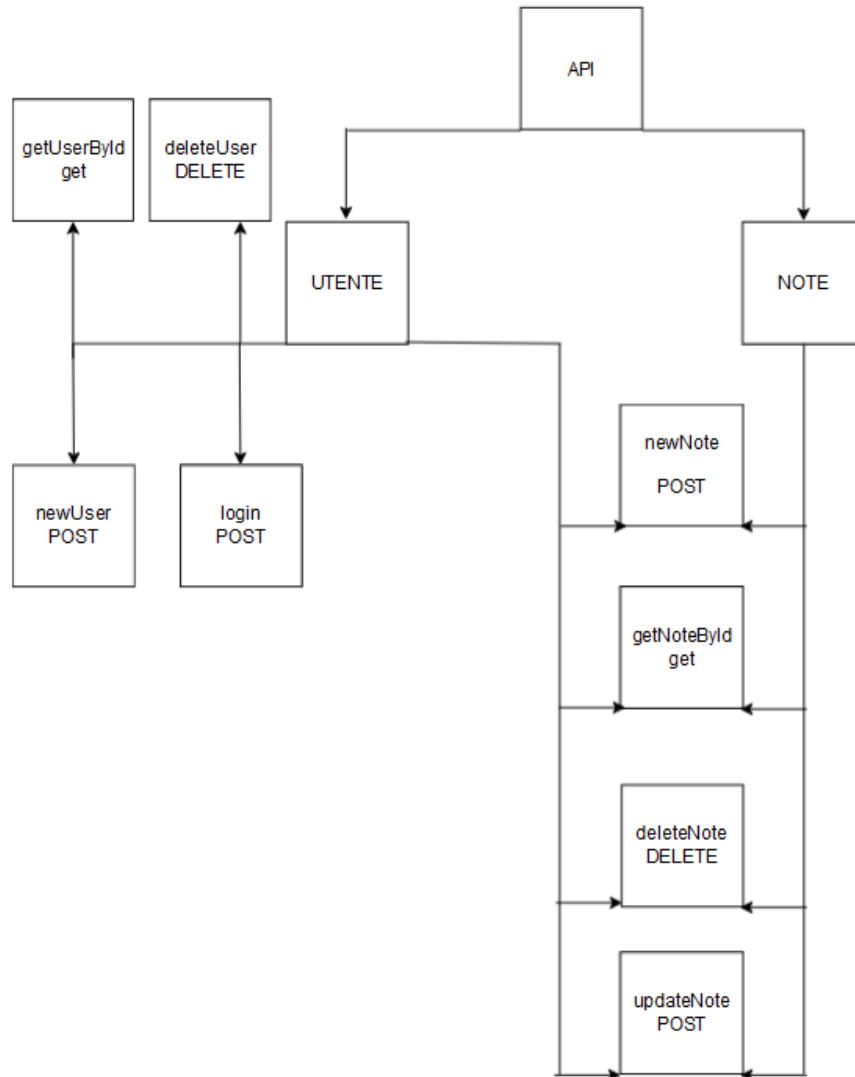 API
getUserById
get
deleteUser
DELETE
UTENTE
NOTE
newUser
POST
login
POST
newNote
POST
getNoteById
get
deleteNote
DELETE
updateNote
POST